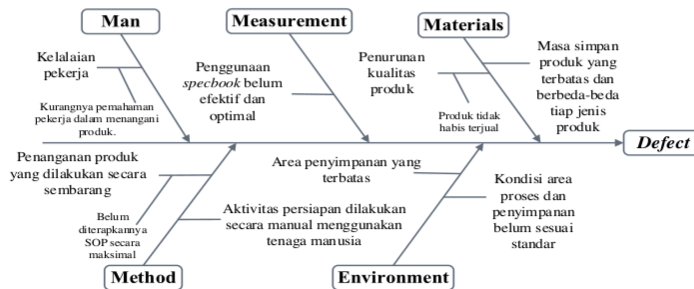 Man
Measurement
Materials
Kelalaian
pekerja
Kurangnya pemahaman
pekerja dalam menangani
produk.
Penggunaan
specbook belum
efektif dan
optimal
Penurunan
kualitas
produk
Produk tidak
habis terjual
Masa simpan
produk yang
terbatas dan
berbeda-beda
tiap jenis
produk
Defect
Penanganan produk
yang dilakukan secara
sembarang
Belum
diterapkannya
SOP secara
maksimal
Aktivitas persiapan dilakukan
secara manual menggunakan
tenaga manusia
Area penyimpanan yang
terbatas
Kondisi area
proses dan
penyimpanan
belum sesuai
standar
Method
Environment